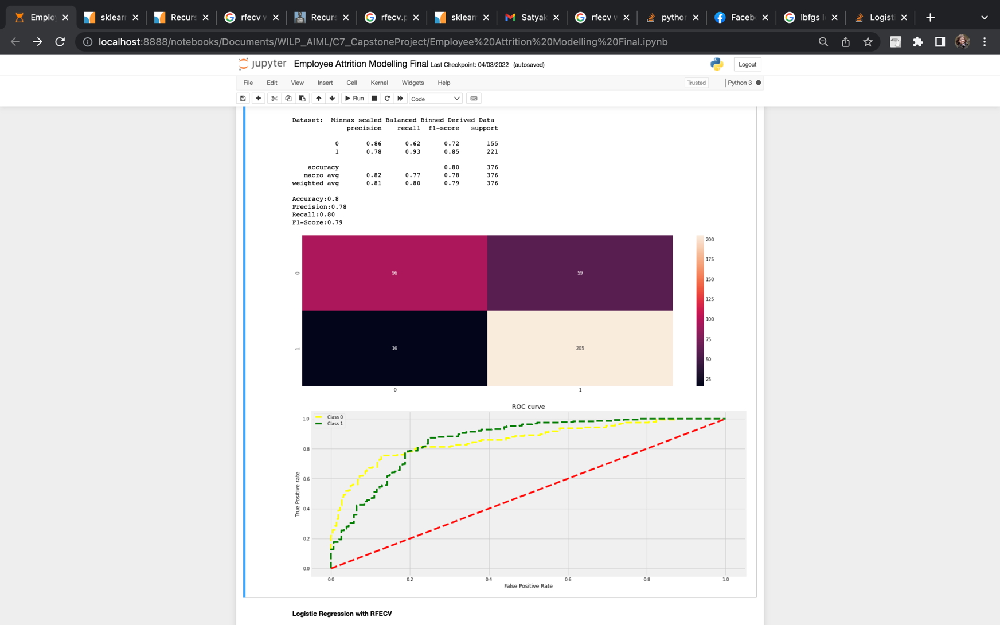 Emplo
sklearn
Recurs
rfecv v
Recurs
rfecv.p
sklearn
Satyak
rfecv v
python
Faceb
lbfgs l
Logist
localhost:8888/notebooks/Documents/WILP_AIML/C7_CapstoneProject/Employee%20Attrition%20Modelling%20Final.ipynb
jupyter Employee Attrition Modelling Final Last Checkpoint: 04/03/2022 (autosaved)
Logout
File Edit View Insert Cell Kernel Widgets Help
Trusted
Python 3
Run
Code
Dataset: Minmax scaled Balanced Binned Derived Data
precision recall f1-score support
0 0.86 0.62 0.72 155
1 0.78 0.93 0.85 221
accuracy 0.80 376
macro avg 0.82 0.77 0.78 376
weighted avg 0.81 0.80 0.79 376
Accuracy:0.8
Precision:0.78
Recall:0.80
F1-Score:0.79
0
96
59
1
16
205
0
1
200
175
150
125
100
75
50
25
ROC curve
Class 0
Class 1
True Positive rate
1.0
0.8
0.6
0.4
0.2
0.0
0.0 0.2 0.4 0.6 0.8 1.0
False Positive Rate
Logistic Regression with RFECV